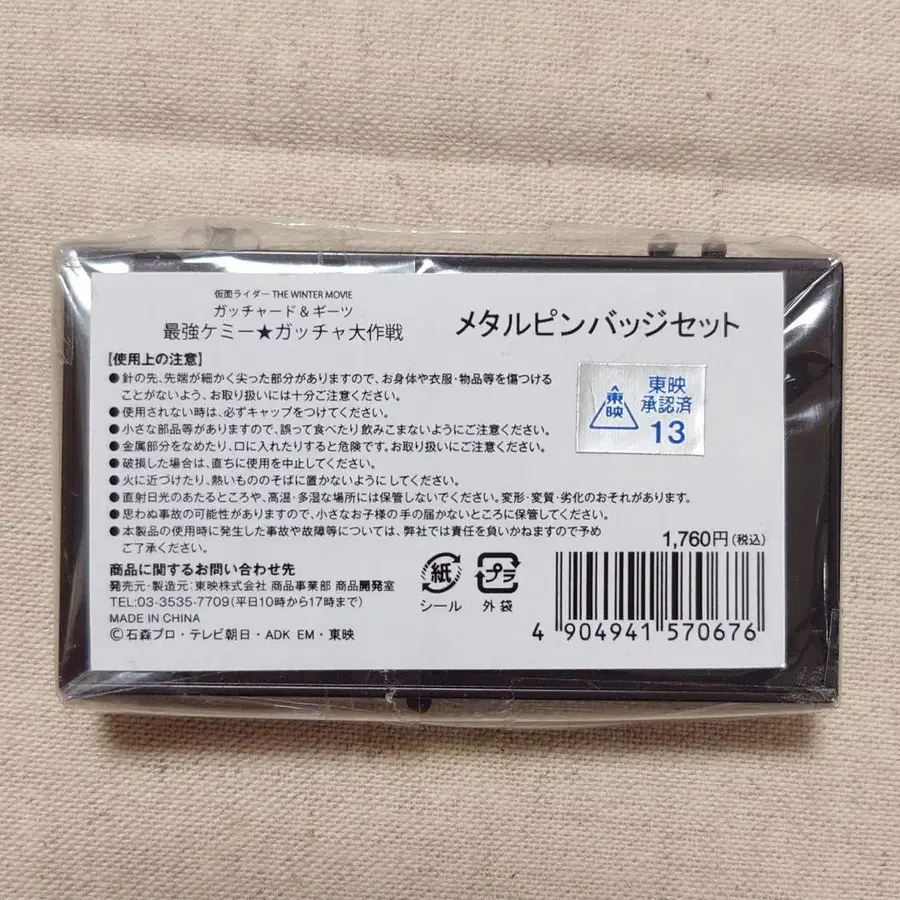 仮面ライダー THE WINTER MOVIE
ガッチャード&ギーツ
最強ケミー★ガッチャ大作戦
メタルピンバッジセット
【使用上の注意】
●針の先、先端が細かく尖った部分がありますので、お身体や衣服・物品等を傷つける
ことがないよう、お取り扱いには十分ご注意ください。
●使用されない時は、必ずキャップをつけてください。
●小さな部品等がありますので、誤って食べたり飲みこまないようにご注意ください。
●金属部分をなめたり、口に入れたりすると危険です。お取り扱いにご注意ください。
●破損した場合は、直ちに使用を中止してください。
●火に近づけたり、熱いもののそばに置かないようにしてください。
●直射日光のあたるところや、高温・多湿な場所には保管しないでください。変形・変質・劣化のおそれがあります。
●思わぬ事故の可能性がありますので、小さなお子様の手の届かないところに保管してください。
●本製品の使用時に発生した事故や故障等については、弊社では責任を負いかねますので予め
ご了承ください。
東映
東映
承認済
13
1,760円(税込)
商品に関するお問い合わせ先
発売元・製造元:東映株式会社 商品事業部 商品開発室
TEL:03-3535-7709(平日10時から17時まで)
MADE IN CHINA
©石森プロ・テレビ朝日・ADK EM・東映
紙
シール
プラ
外袋
4 904941 570676